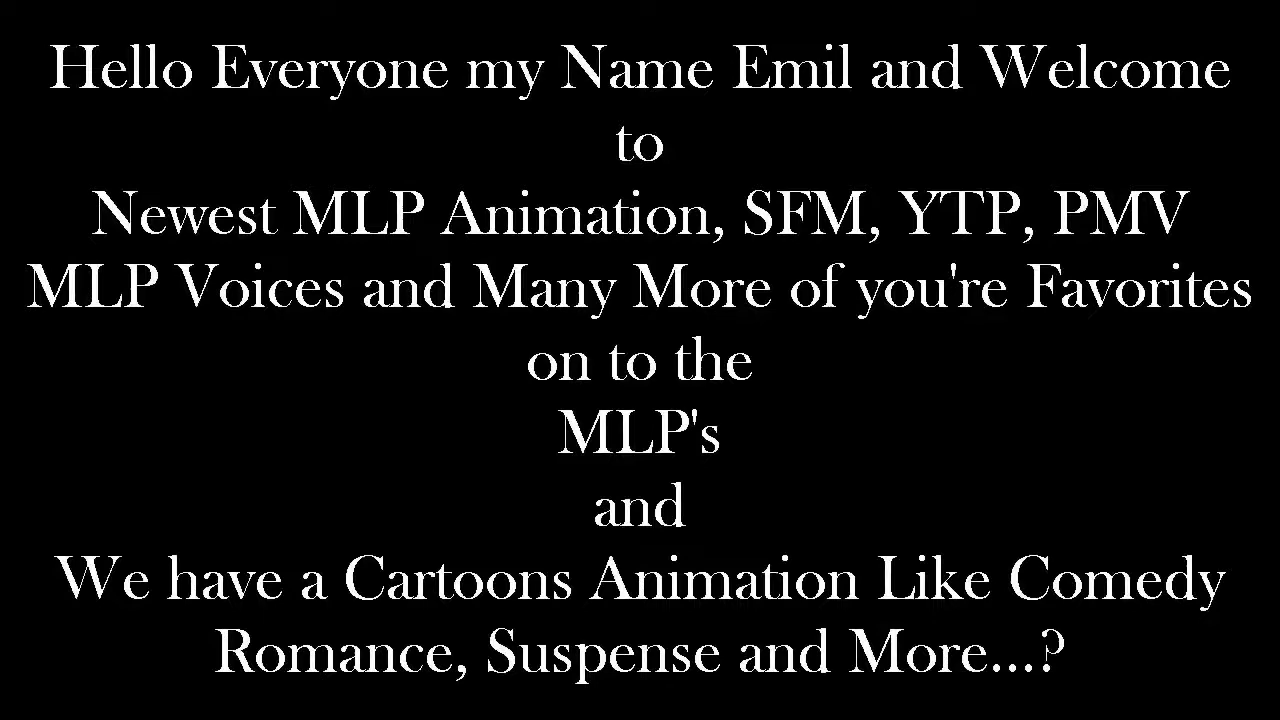 Hello Everyone my Name Emil and Welcome
to
Newest MLP Animation, SFM, YTP, PMV
MLP Voices and Many More of you're Favorites
on to the
MLP's
and
We have a Cartoons Animation Like Comedy
Romance, Suspense and More...?